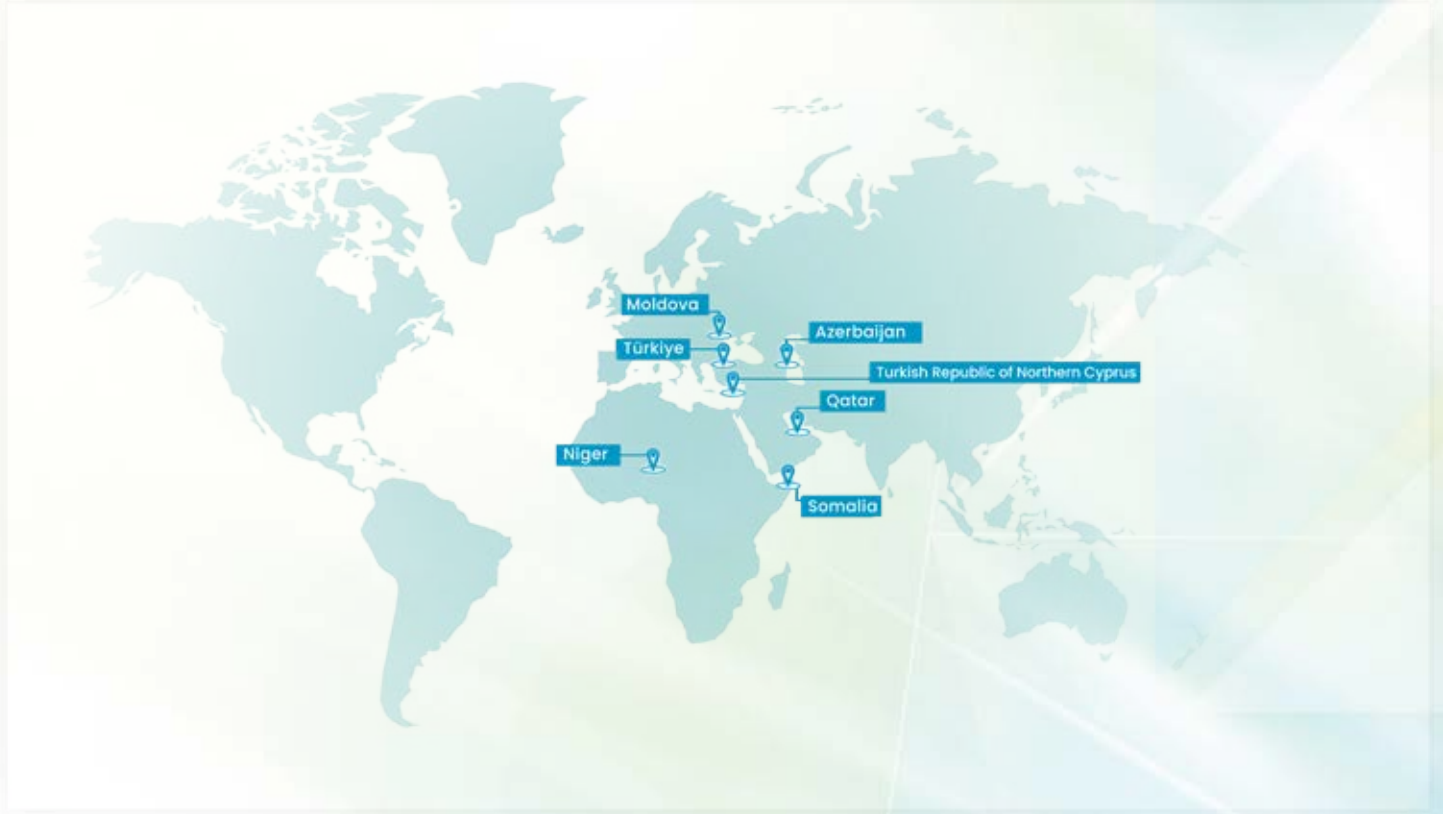 Moldova
Azerbaijan
Türkiye
Turkish Republic of Northern Cyprus
Qatar
Niger
Somalia